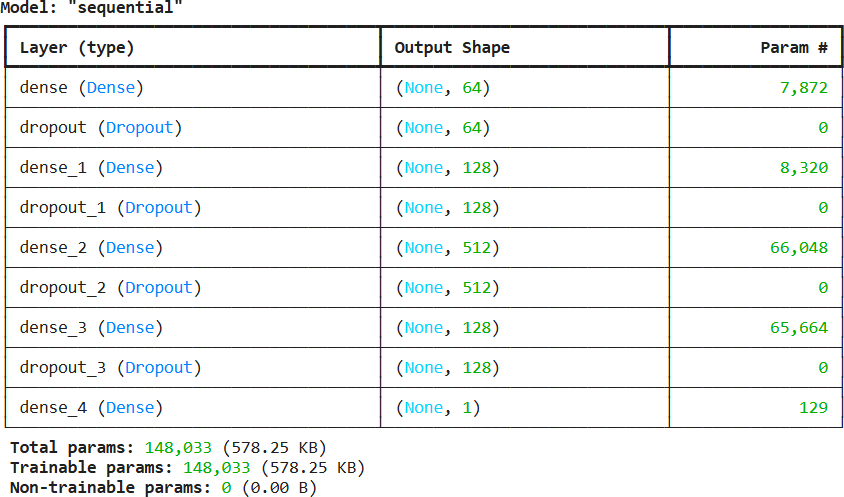 Model: "sequential"
Layer (type) Output Shape Param #
dense (Dense) (None, 64) 7,872
dropout (Dropout) (None, 64) 0
dense_1 (Dense) (None, 128) 8,320
dropout_1 (Dropout) (None, 128) 0
dense_2 (Dense) (None, 512) 66,048
dropout_2 (Dropout) (None, 512) 0
dense_3 (Dense) (None, 128) 65,664
dropout_3 (Dropout) (None, 128) 0
dense_4 (Dense) (None, 1) 129
Total params: 148,033 (578.25 KB)
Trainable params: 148,033 (578.25 KB)
Non-trainable params: 0 (0.00 B)